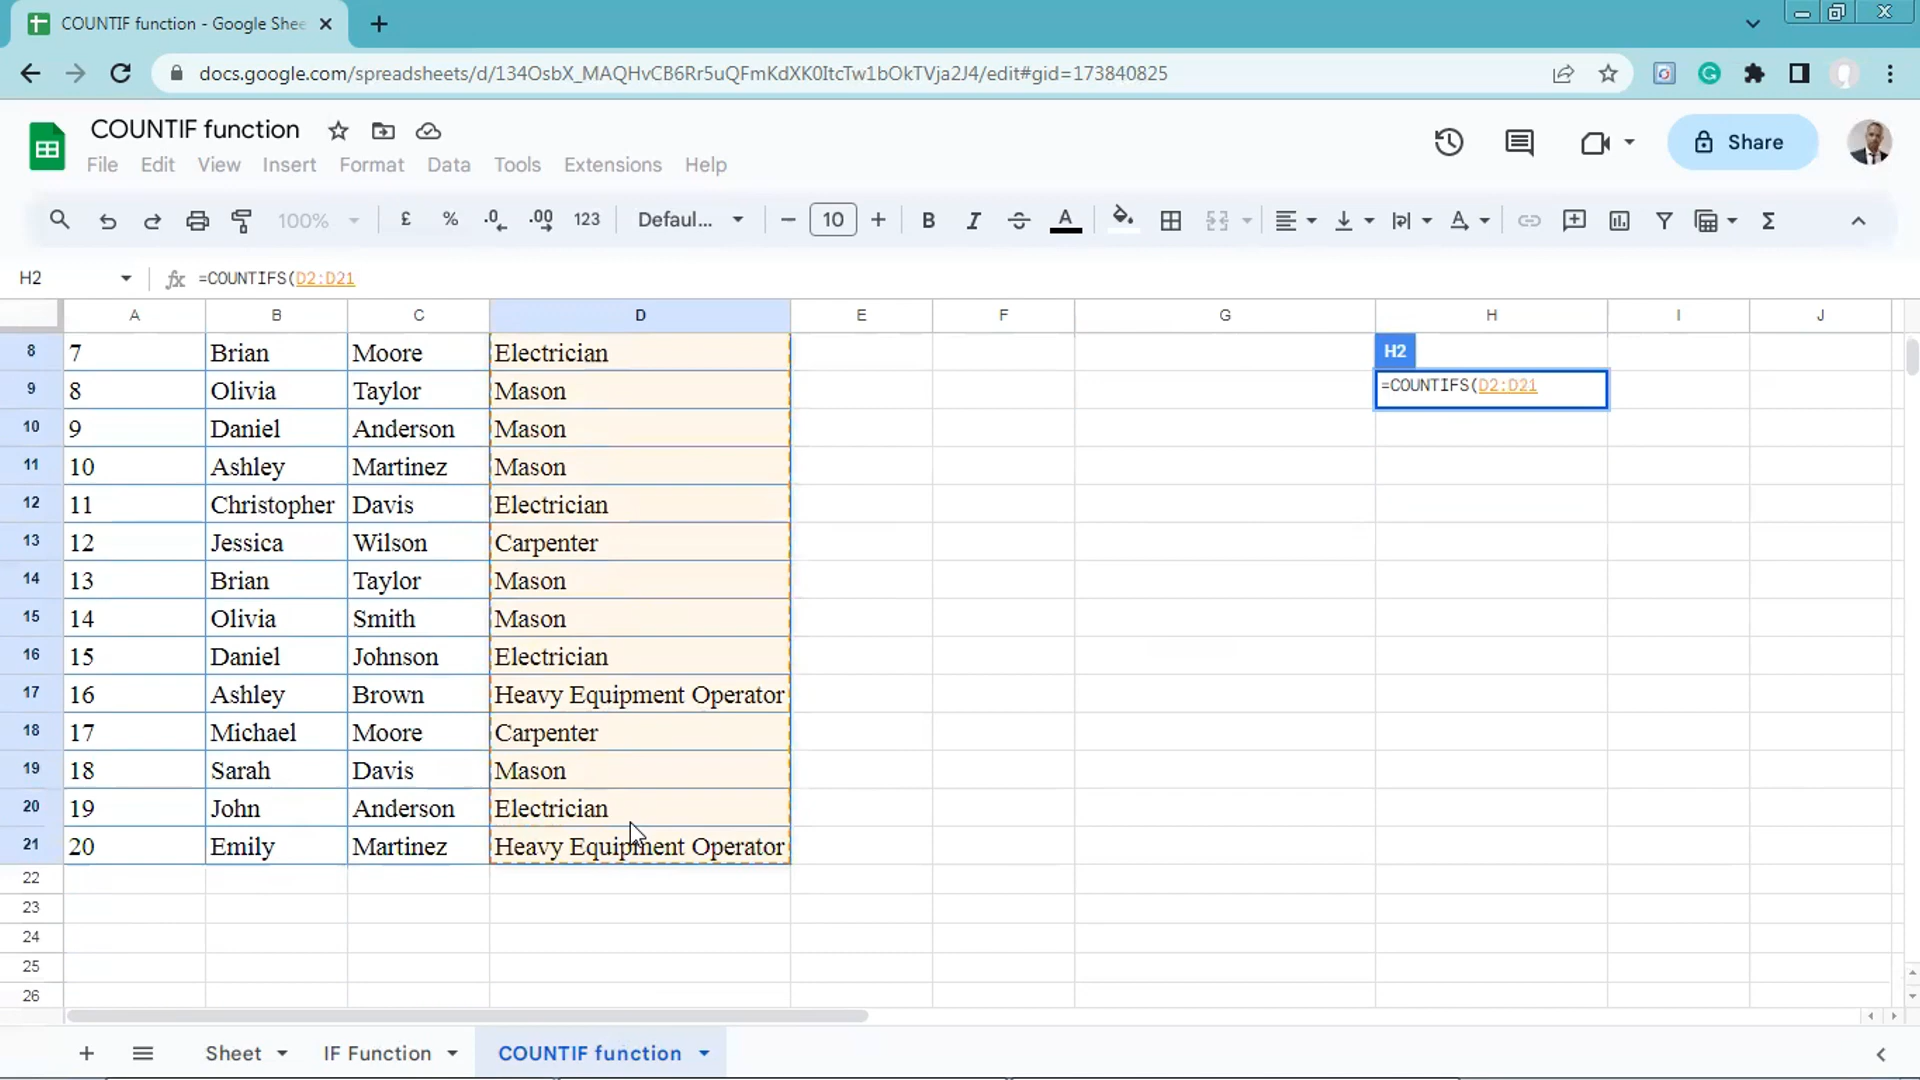 COUNTIF function - Google Shee
docs.google.com/spreadsheets/d/134OsbX_MAQHvCB6Rr5uQFmKdXK0ItcTw1bOkTVja2J4/edit#gid=173840825
COUNTIF function
File Edit View Insert Format Data Tools Extensions Help
Share
100% £ % .0 .00 123 Defaul... 10 B I A
H2 fx =COUNTIFS(D2:D21
A B C D E F G H I J
8 7 Brian Moore Electrician H2
9 8 Olivia Taylor Mason =COUNTIFS(D2:D21
10 9 Daniel Anderson Mason
11 10 Ashley Martinez Mason
12 11 Christopher Davis Electrician
13 12 Jessica Wilson Carpenter
14 13 Brian Taylor Mason
15 14 Olivia Smith Mason
16 15 Daniel Johnson Electrician
17 16 Ashley Brown Heavy Equipment Operator
18 17 Michael Moore Carpenter
19 18 Sarah Davis Mason
20 19 John Anderson Electrician
21 20 Emily Martinez Heavy Equipment Operator
22
23
24
25
26
Sheet IF Function COUNTIF function